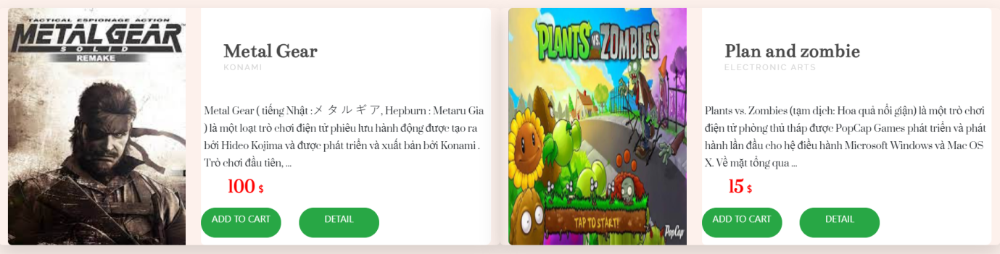 TACTICAL ESPIONAGE ACTION
METAL GEAR
SOLID
REMAKE
Metal Gear
KONAMI
Metal Gear ( tiếng Nhật :メ タ ル ギ ア, Hepburn : Metaru Gia
) là một loạt trò chơi điện tử phiêu lưu hành động được tạo ra
bởi Hideo Kojima và được phát triển và xuất bản bởi Konami .
Trò chơi đầu tiên, ...
100 $
ADD TO CART
DETAIL
PLANTS VS. ZOMBIES
TAP TO START!
PopCap
Plan and zombie
ELECTRONIC ARTS
Plants vs. Zombies (tạm dịch: Hoa quả nổi giận) là một trò chơi
điện tử phòng thủ tháp được PopCap Games phát triển và phát
hành lần đầu cho hệ điều hành Microsoft Windows và Mac OS
X. Về mặt tổng qua ...
15 $
ADD TO CART
DETAIL